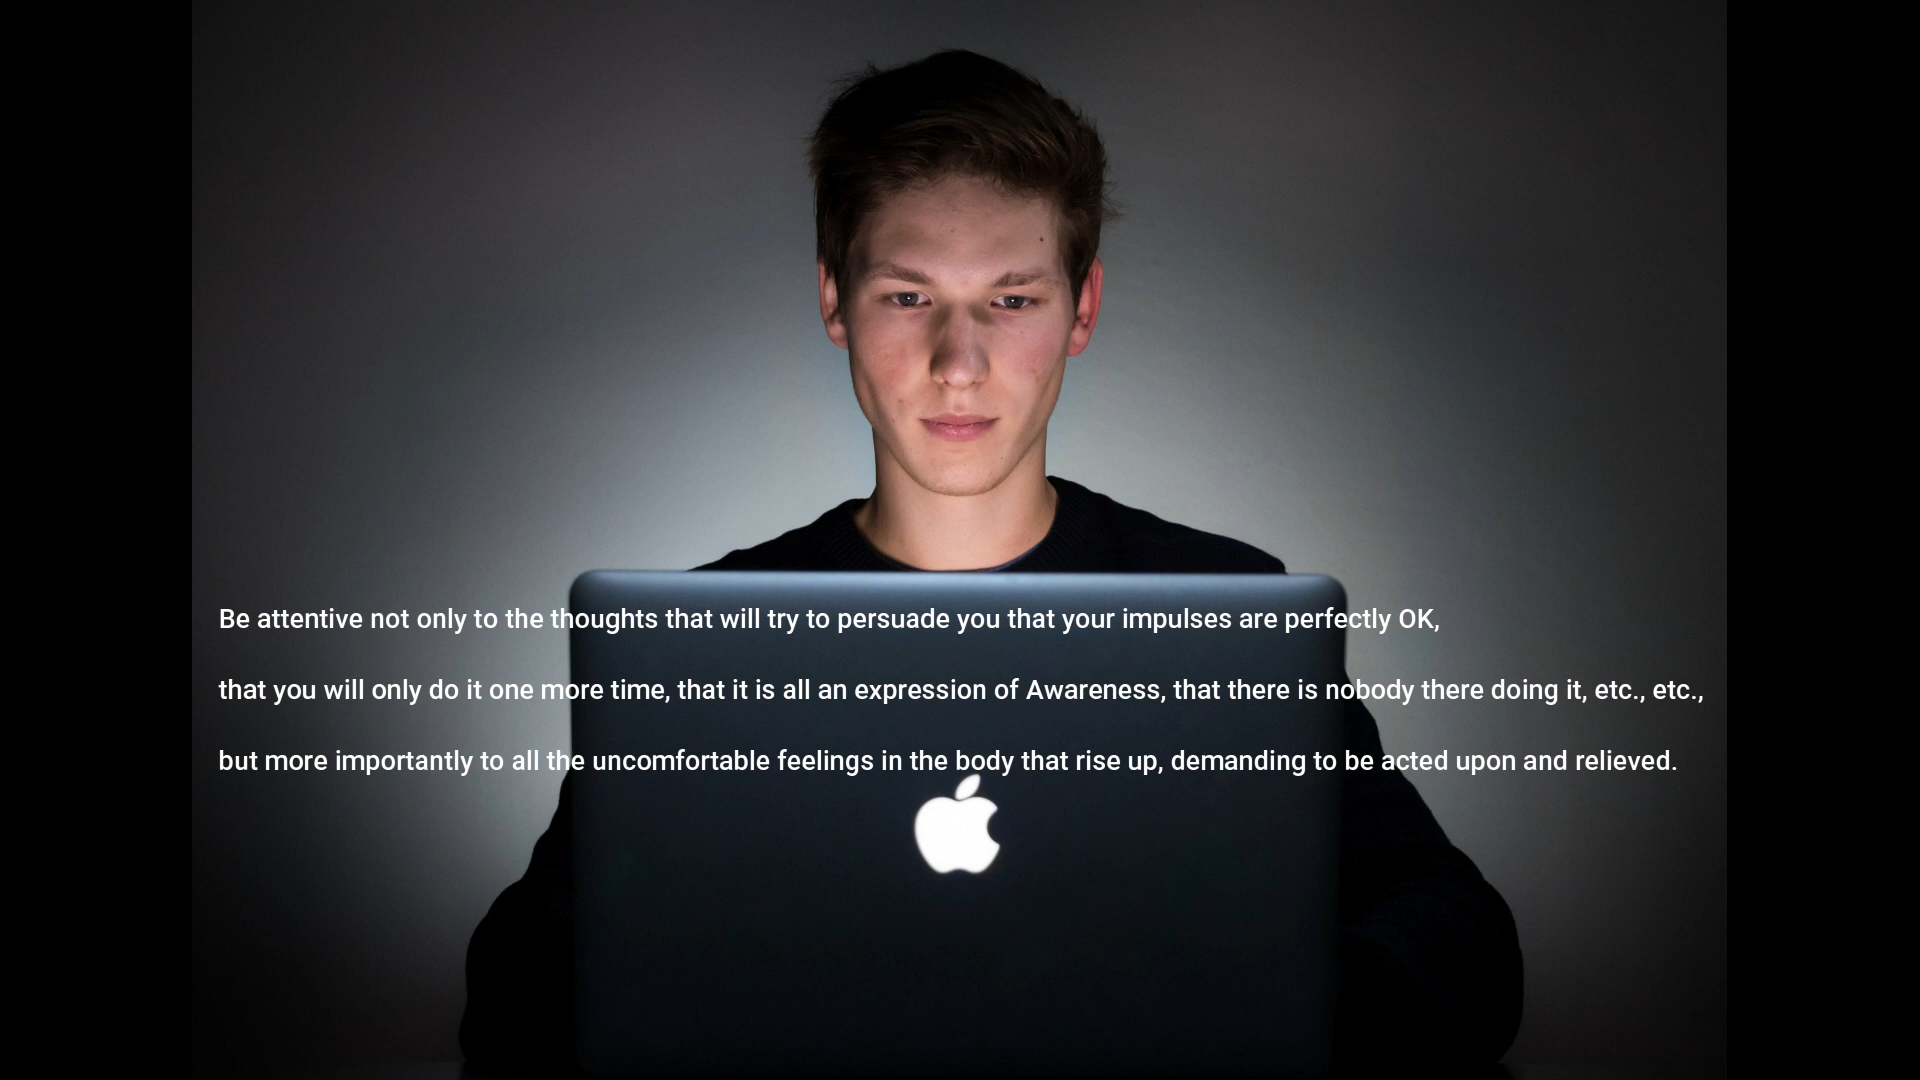 Be attentive not only to the thoughts that will try to persuade you that your impulses are perfectly OK,
that you will only do it one more time, that it is all an expression of Awareness, that there is nobody there doing it, etc., etc.,
but more importantly to all the uncomfortable feelings in the body that rise up, demanding to be acted upon and relieved.